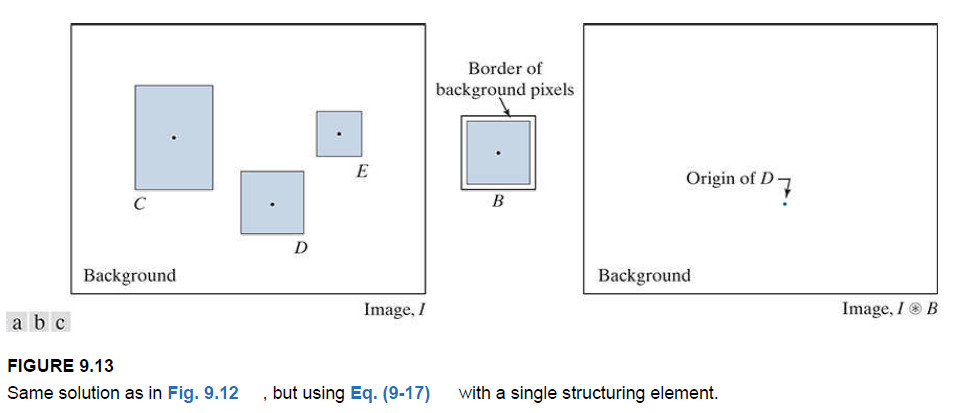 Border of
background pixels
E
Origin of D
C
B
D
Background
Background
Image, I
Image, I ⊛ B
a b c
FIGURE 9.13
Same solution as in Fig. 9.12 , but using Eq. (9-17) with a single structuring element.